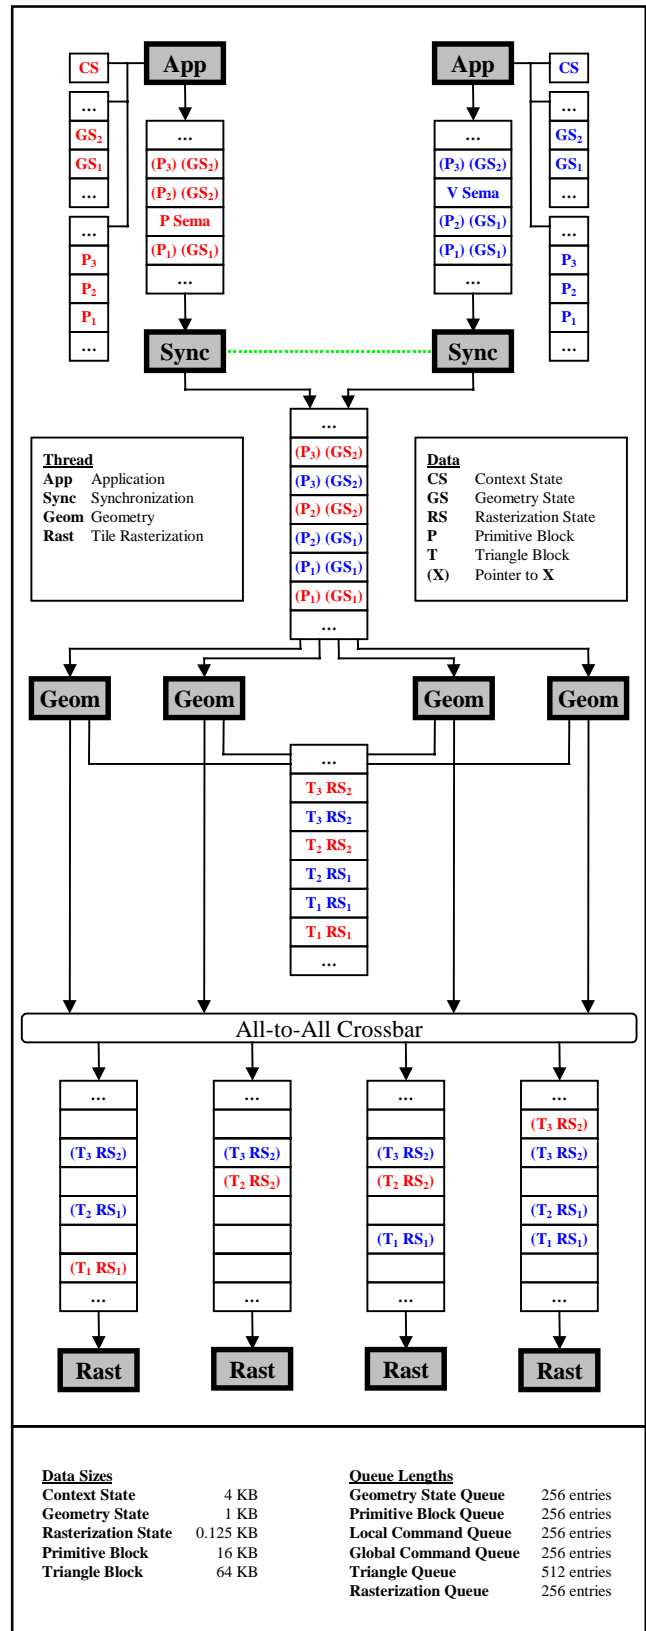 App
App
CS
CS
...
GS₂
GS₁
...
...
P₃
P₂
P₁
...
...
(P₃) (GS₂)
(P₂) (GS₂)
P Sema
(P₁) (GS₁)
...
...
(P₃) (GS₂)
V Sema
(P₂) (GS₁)
(P₁) (GS₁)
...
...
GS₂
GS₁
...
...
P₃
P₂
P₁
...
Sync
Sync
...
(P₃) (GS₂)
(P₃) (GS₂)
(P₂) (GS₂)
(P₂) (GS₁)
(P₁) (GS₁)
(P₁) (GS₁)
...
Thread
App Application
Sync Synchronization
Geom Geometry
Rast Tile Rasterization
Data
CS Context State
GS Geometry State
RS Rasterization State
P Primitive Block
T Triangle Block
(X) Pointer to X
Geom
Geom
Geom
Geom
...
T₃ RS₂
T₃ RS₂
T₂ RS₂
T₂ RS₁
T₁ RS₁
T₁ RS₁
...
All-to-All Crossbar
...
(T₃ RS₂)
(T₂ RS₁)
(T₁ RS₁)
...
...
(T₃ RS₂)
(T₂ RS₂)
...
...
(T₃ RS₂)
(T₂ RS₂)
(T₁ RS₁)
...
...
(T₃ RS₂)
(T₃ RS₂)
(T₂ RS₁)
(T₁ RS₁)
...
Rast
Rast
Rast
Rast
Data Sizes
Context State 4 KB
Geometry State 1 KB
Rasterization State 0.125 KB
Primitive Block 16 KB
Triangle Block 64 KB
Queue Lengths
Geometry State Queue 256 entries
Primitive Block Queue 256 entries
Local Command Queue 256 entries
Global Command Queue 256 entries
Triangle Queue 512 entries
Rasterization Queue 256 entries